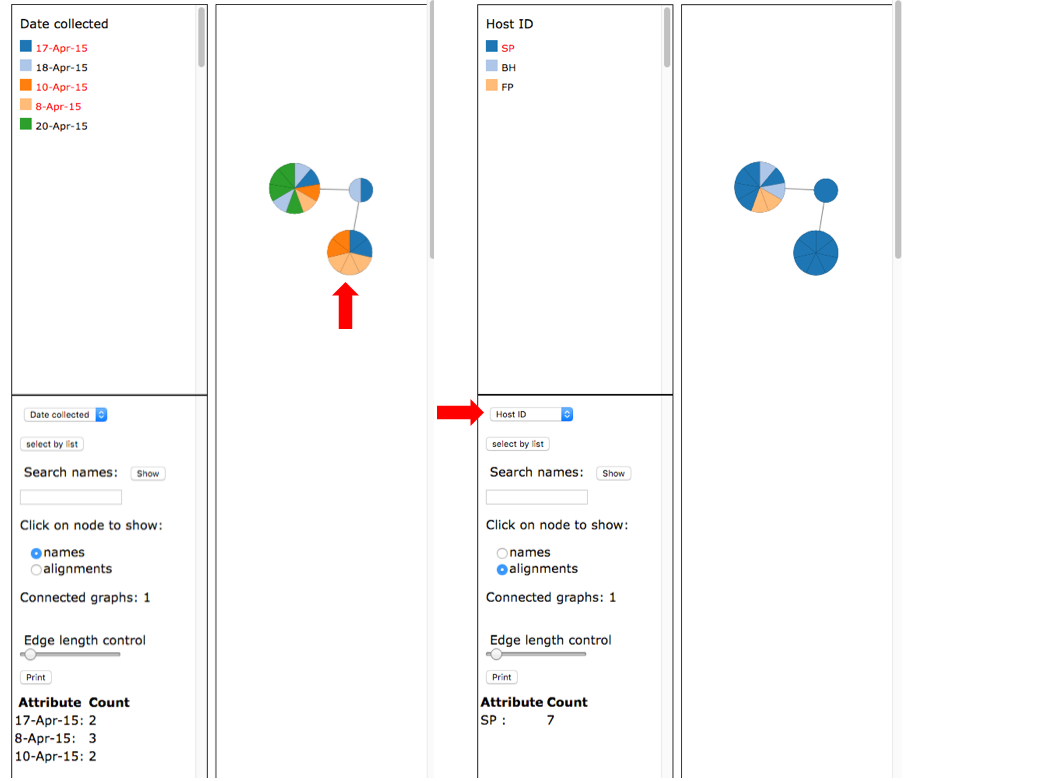 Date collected
17-Apr-15
18-Apr-15
10-Apr-15
8-Apr-15
20-Apr-15
Date collected
select by list
Search names: Show
Click on node to show:
names
alignments
Connected graphs: 1
Edge length control
Print
Attribute Count
17-Apr-15: 2
8-Apr-15: 3
10-Apr-15: 2
Host ID
SP
BH
FP
Host ID
select by list
Search names: Show
Click on node to show:
names
alignments
Connected graphs: 1
Edge length control
Print
Attribute Count
SP : 7